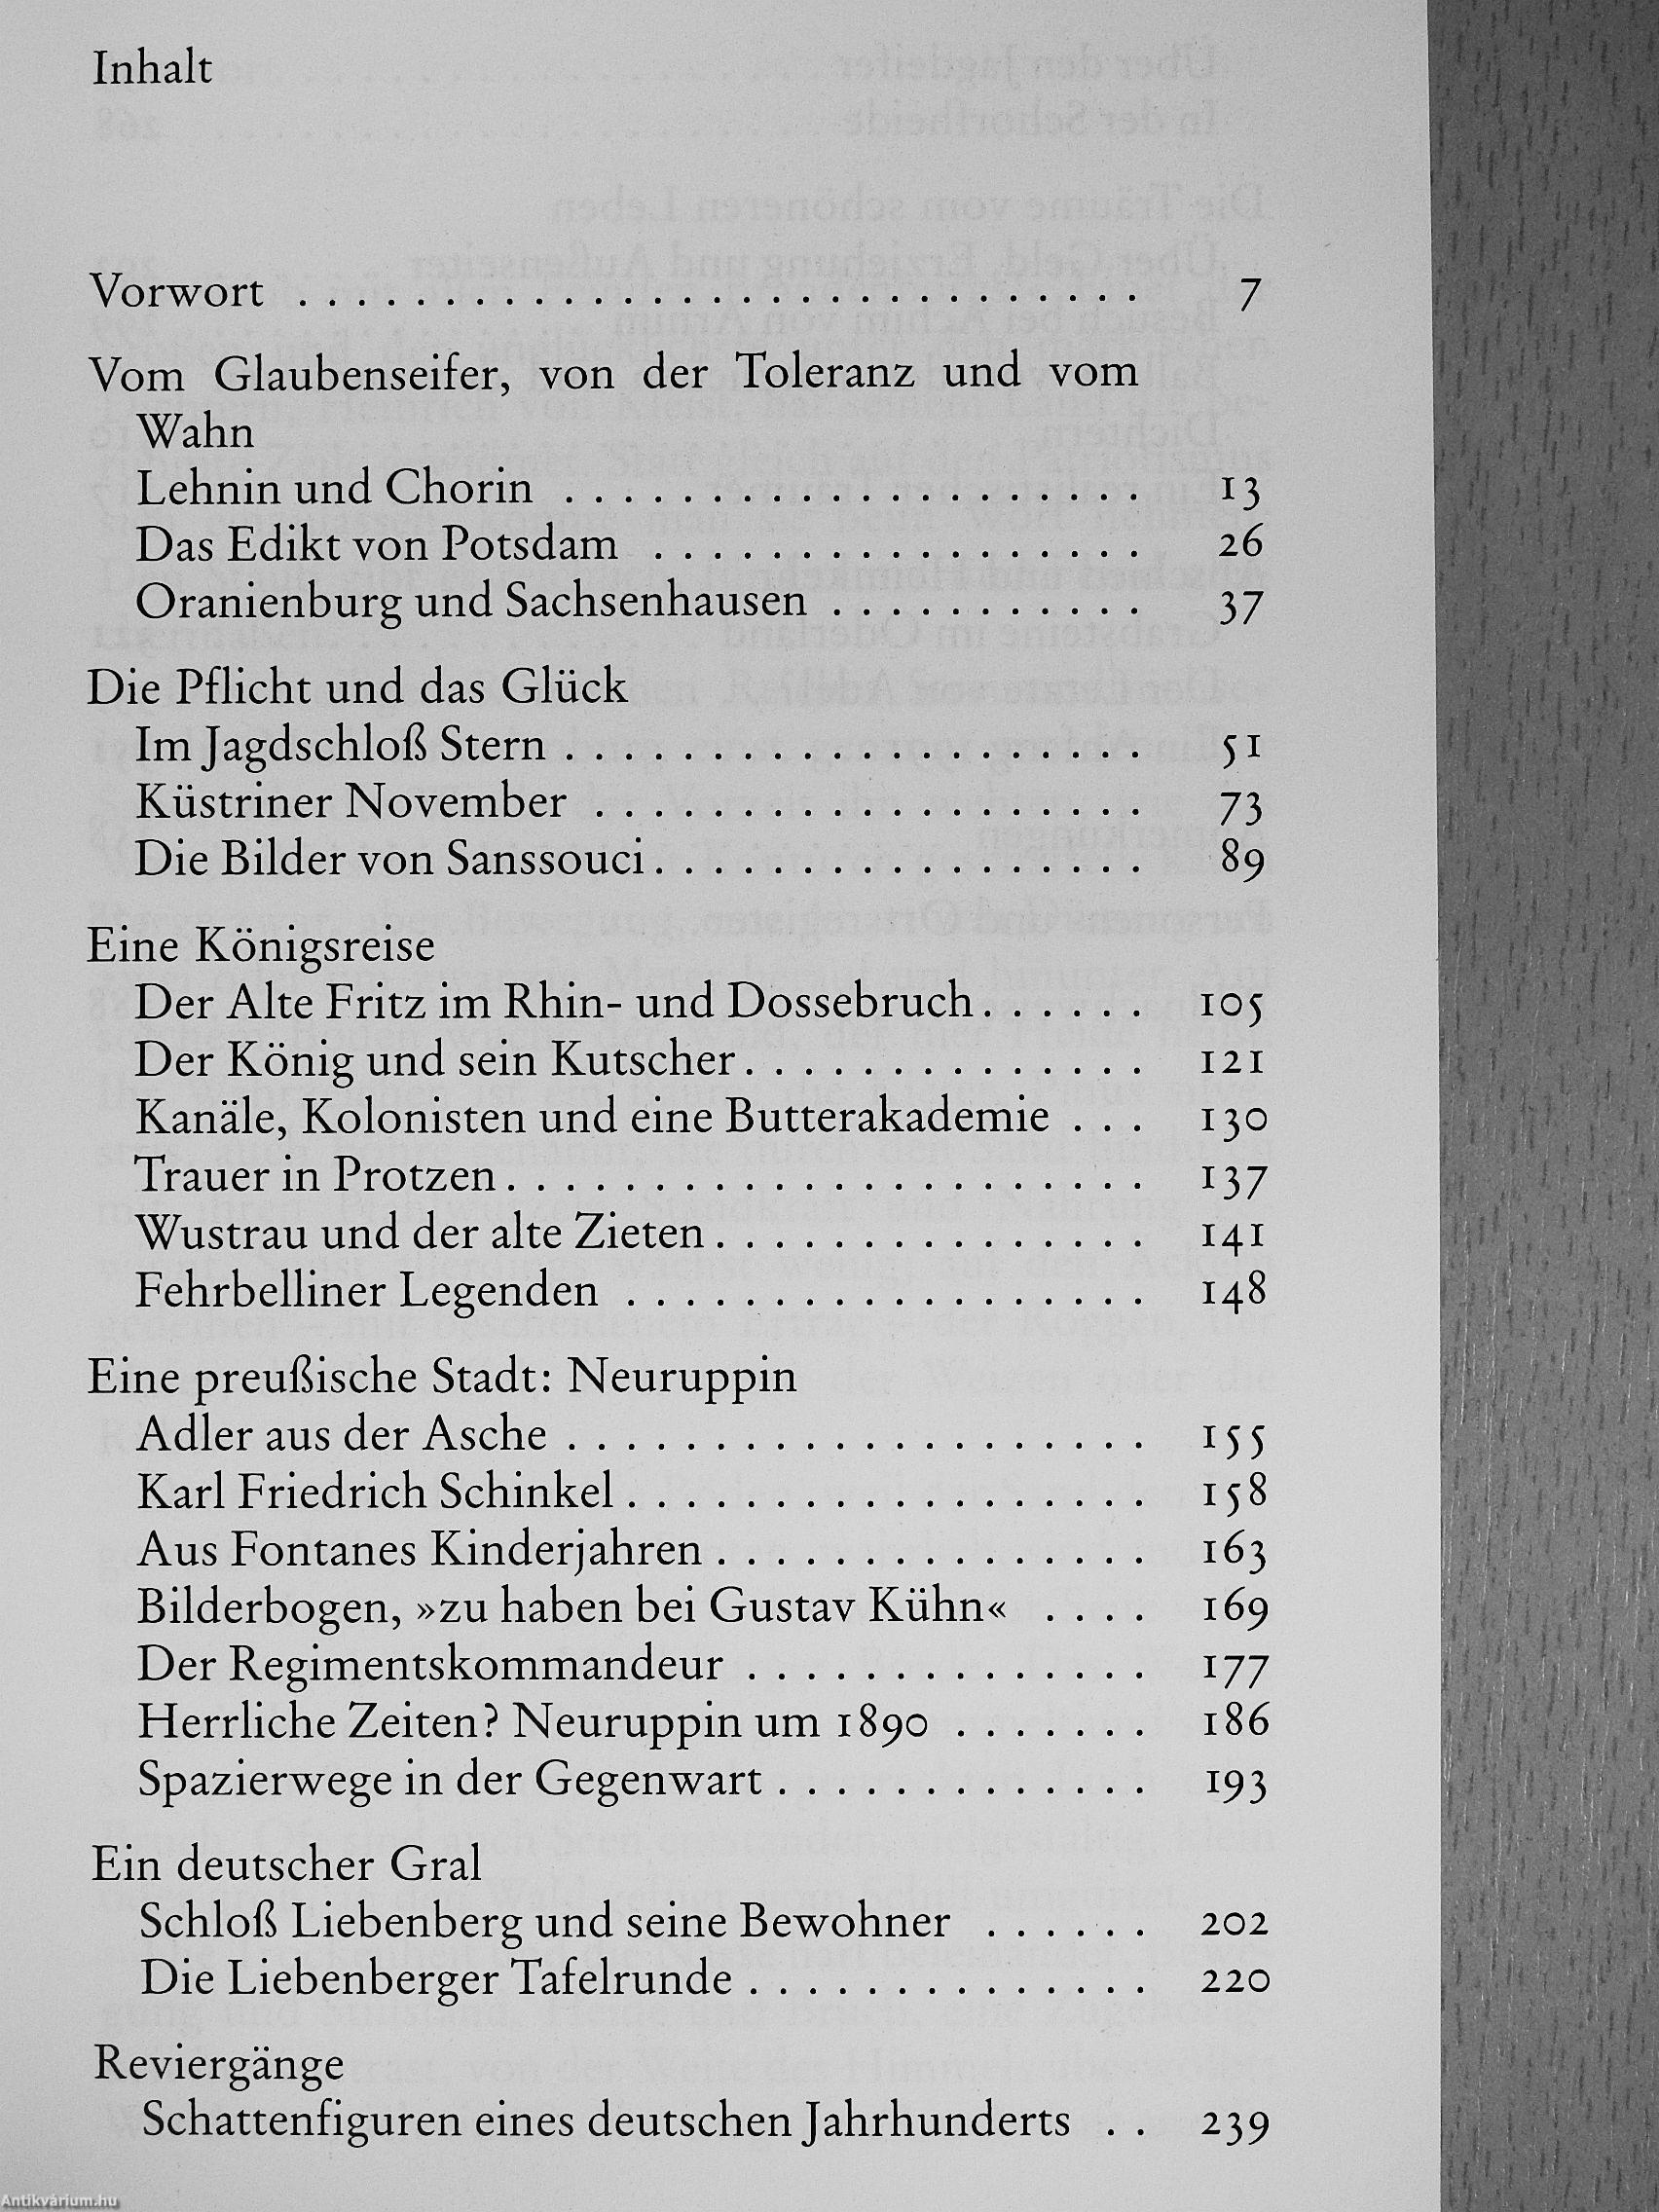 Inhalt
Vorwort . . . . . . . . . . . . . . . . . . . . . . . . . . . . . 7
Vom Glaubenseifer, von der Toleranz und vom
Wahn
Lehnin und Chorin . . . . . . . . . . . . . . . . . . . . 13
Das Edikt von Potsdam . . . . . . . . . . . . . . . . . 26
Oranienburg und Sachsenhausen . . . . . . . . . . . 37
Die Pflicht und das Glück
Im Jagdschloß Stern . . . . . . . . . . . . . . . . . . . . 51
Küstriner November . . . . . . . . . . . . . . . . . . . 73
Die Bilder von Sanssouci . . . . . . . . . . . . . . . . . 89
Eine Königsreise
Der Alte Fritz im Rhin- und Dossebruch . . . . . . 105
Der König und sein Kutscher . . . . . . . . . . . . . . 121
Kanäle, Kolonisten und eine Butterakademie . . . 130
Trauer in Protzen . . . . . . . . . . . . . . . . . . . . . . 137
Wustrau und der alte Zieten . . . . . . . . . . . . . . . 141
Fehrbelliner Legenden . . . . . . . . . . . . . . . . . . 148
Eine preußische Stadt: Neuruppin
Adler aus der Asche . . . . . . . . . . . . . . . . . . . . 155
Karl Friedrich Schinkel . . . . . . . . . . . . . . . . . . 158
Aus Fontanes Kinderjahren . . . . . . . . . . . . . . . 163
Bilderbogen, »zu haben bei Gustav Kühn« . . . . 169
Der Regimentskommandeur . . . . . . . . . . . . . . 177
Herrliche Zeiten? Neuruppin um 1890 . . . . . . . 186
Spazierwege in der Gegenwart . . . . . . . . . . . . . 193
Ein deutscher Gral
Schloß Liebenberg und seine Bewohner . . . . . . 202
Die Liebenberger Tafelrunde . . . . . . . . . . . . . . 220
Reviergänge
Schattenfiguren eines deutschen Jahrhunderts . . 239
Antikvárium.hu